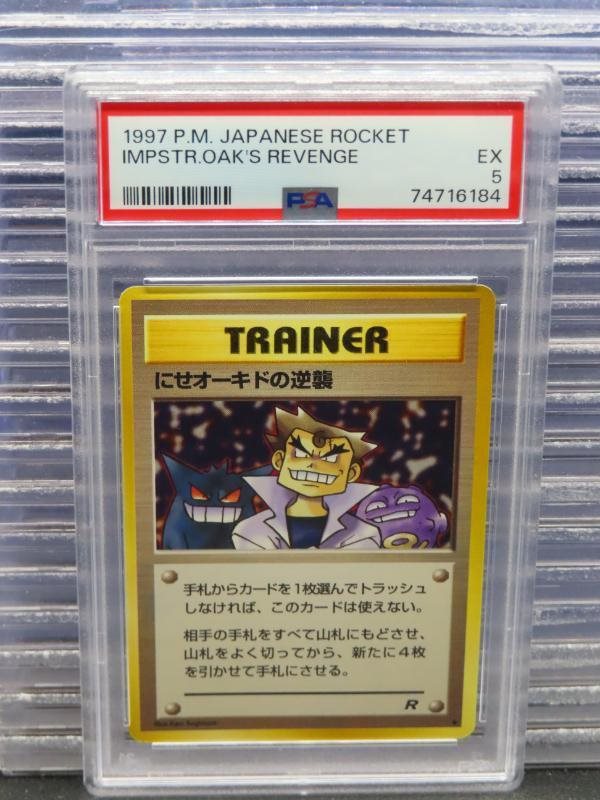 1997 P.M. JAPANESE ROCKET
IMPSTR.OAK'S REVENGE EX
5
PSA 74716184
TRAINER
にせオーキドの逆襲
手札からカードを1枚選んでトラッシュ
しなければ、このカードは使えない。
相手の手札をすべて山札にもどさせ、
山札をよく切ってから、新たに4枚
を引かせて手札にさせる。
R
Illus. Ken Sugimori